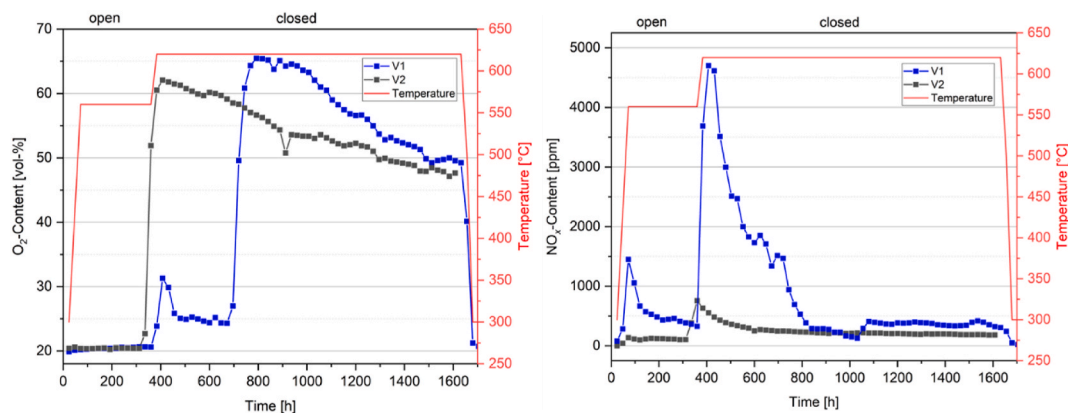 open closed
70
60
50
40
30
20
O₂-Content [vol-%]
650
600
550
500
450
400
350
300
250
Temperature [°C]
V1
V2
Temperature
0 200 400 600 800 1000 1200 1400 1600
Time [h]
open closed
5000
4000
3000
2000
1000
0
NOₓ-Content [ppm]
650
600
550
500
450
400
350
300
250
Temperature [°C]
V1
V2
Temperature
0 200 400 600 800 1000 1200 1400 1600
Time [h]